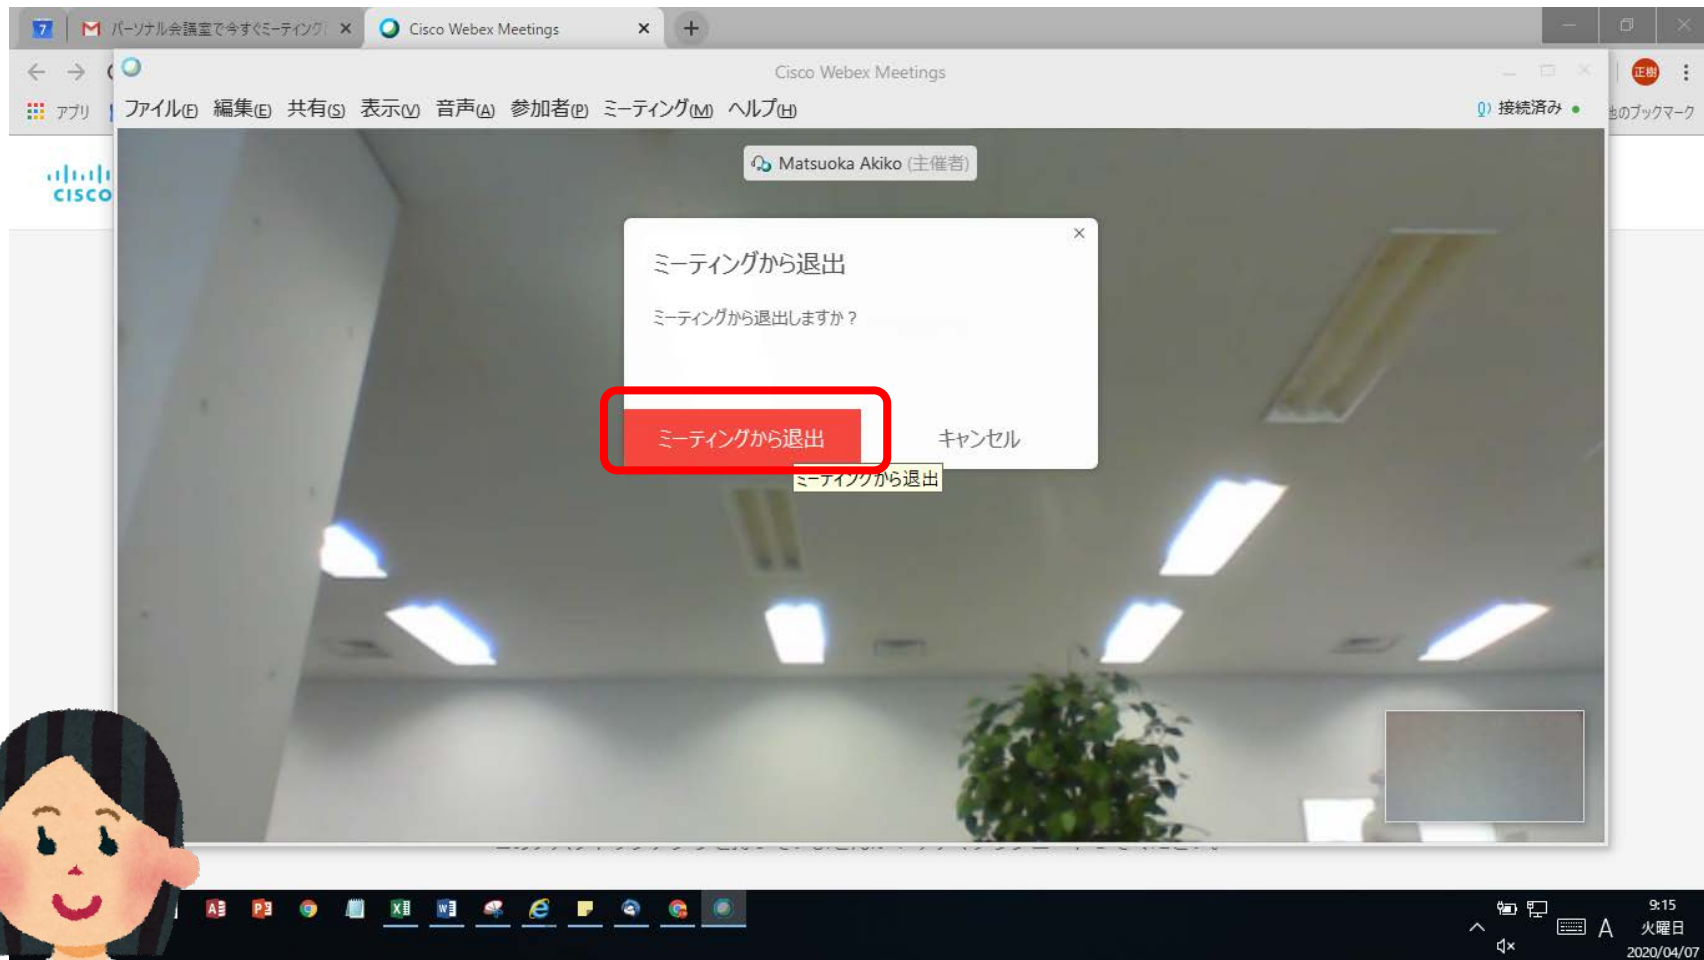 7
パーソナル会議室で今すぐミーティング
Cisco Webex Meetings
正樹
アプリ
他のブックマーク
CISCO
Cisco Webex Meetings
ファイル(F) 編集(E) 共有(S) 表示(V) 音声(A) 参加者(P) ミーティング(M) ヘルプ(H)
接続済み
Matsuoka Akiko (主催者)
ミーティングから退出
ミーティングから退出しますか？
ミーティングから退出
キャンセル
ミーティングから退出
A
9:15
火曜日
2020/04/07